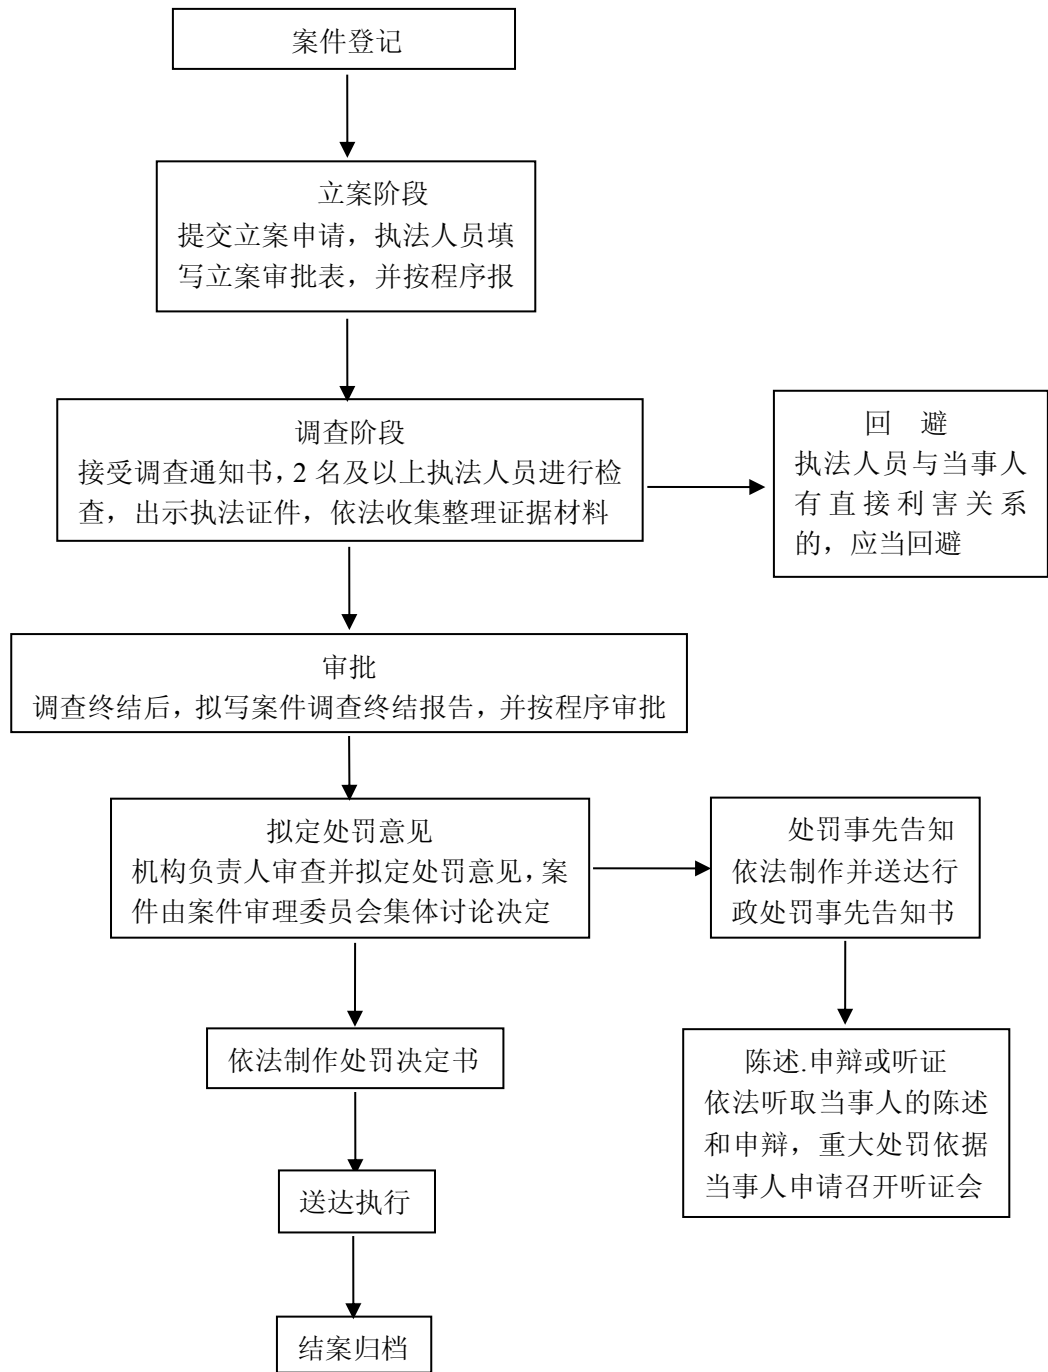 案件登记
立案阶段
提交立案申请，执法人员填
写立案审批表，并按程序报
调查阶段
接受调查通知书，2 名及以上执法人员进行检
查，出示执法证件，依法收集整理证据材料
回 避
执法人员与当事人
有直接利害关系
的，应当回避
审批
调查终结后，拟写案件调查终结报告，并按程序审批
拟定处罚意见
机构负责人审查并拟定处罚意见，案
件由案件审理委员会集体讨论决定
处罚事先告知
依法制作并送达行
政处罚事先告知书
依法制作处罚决定书
陈述.申辩或听证
依法听取当事人的陈述
和申辩，重大处罚依据
当事人申请召开听证会
送达执行
结案归档